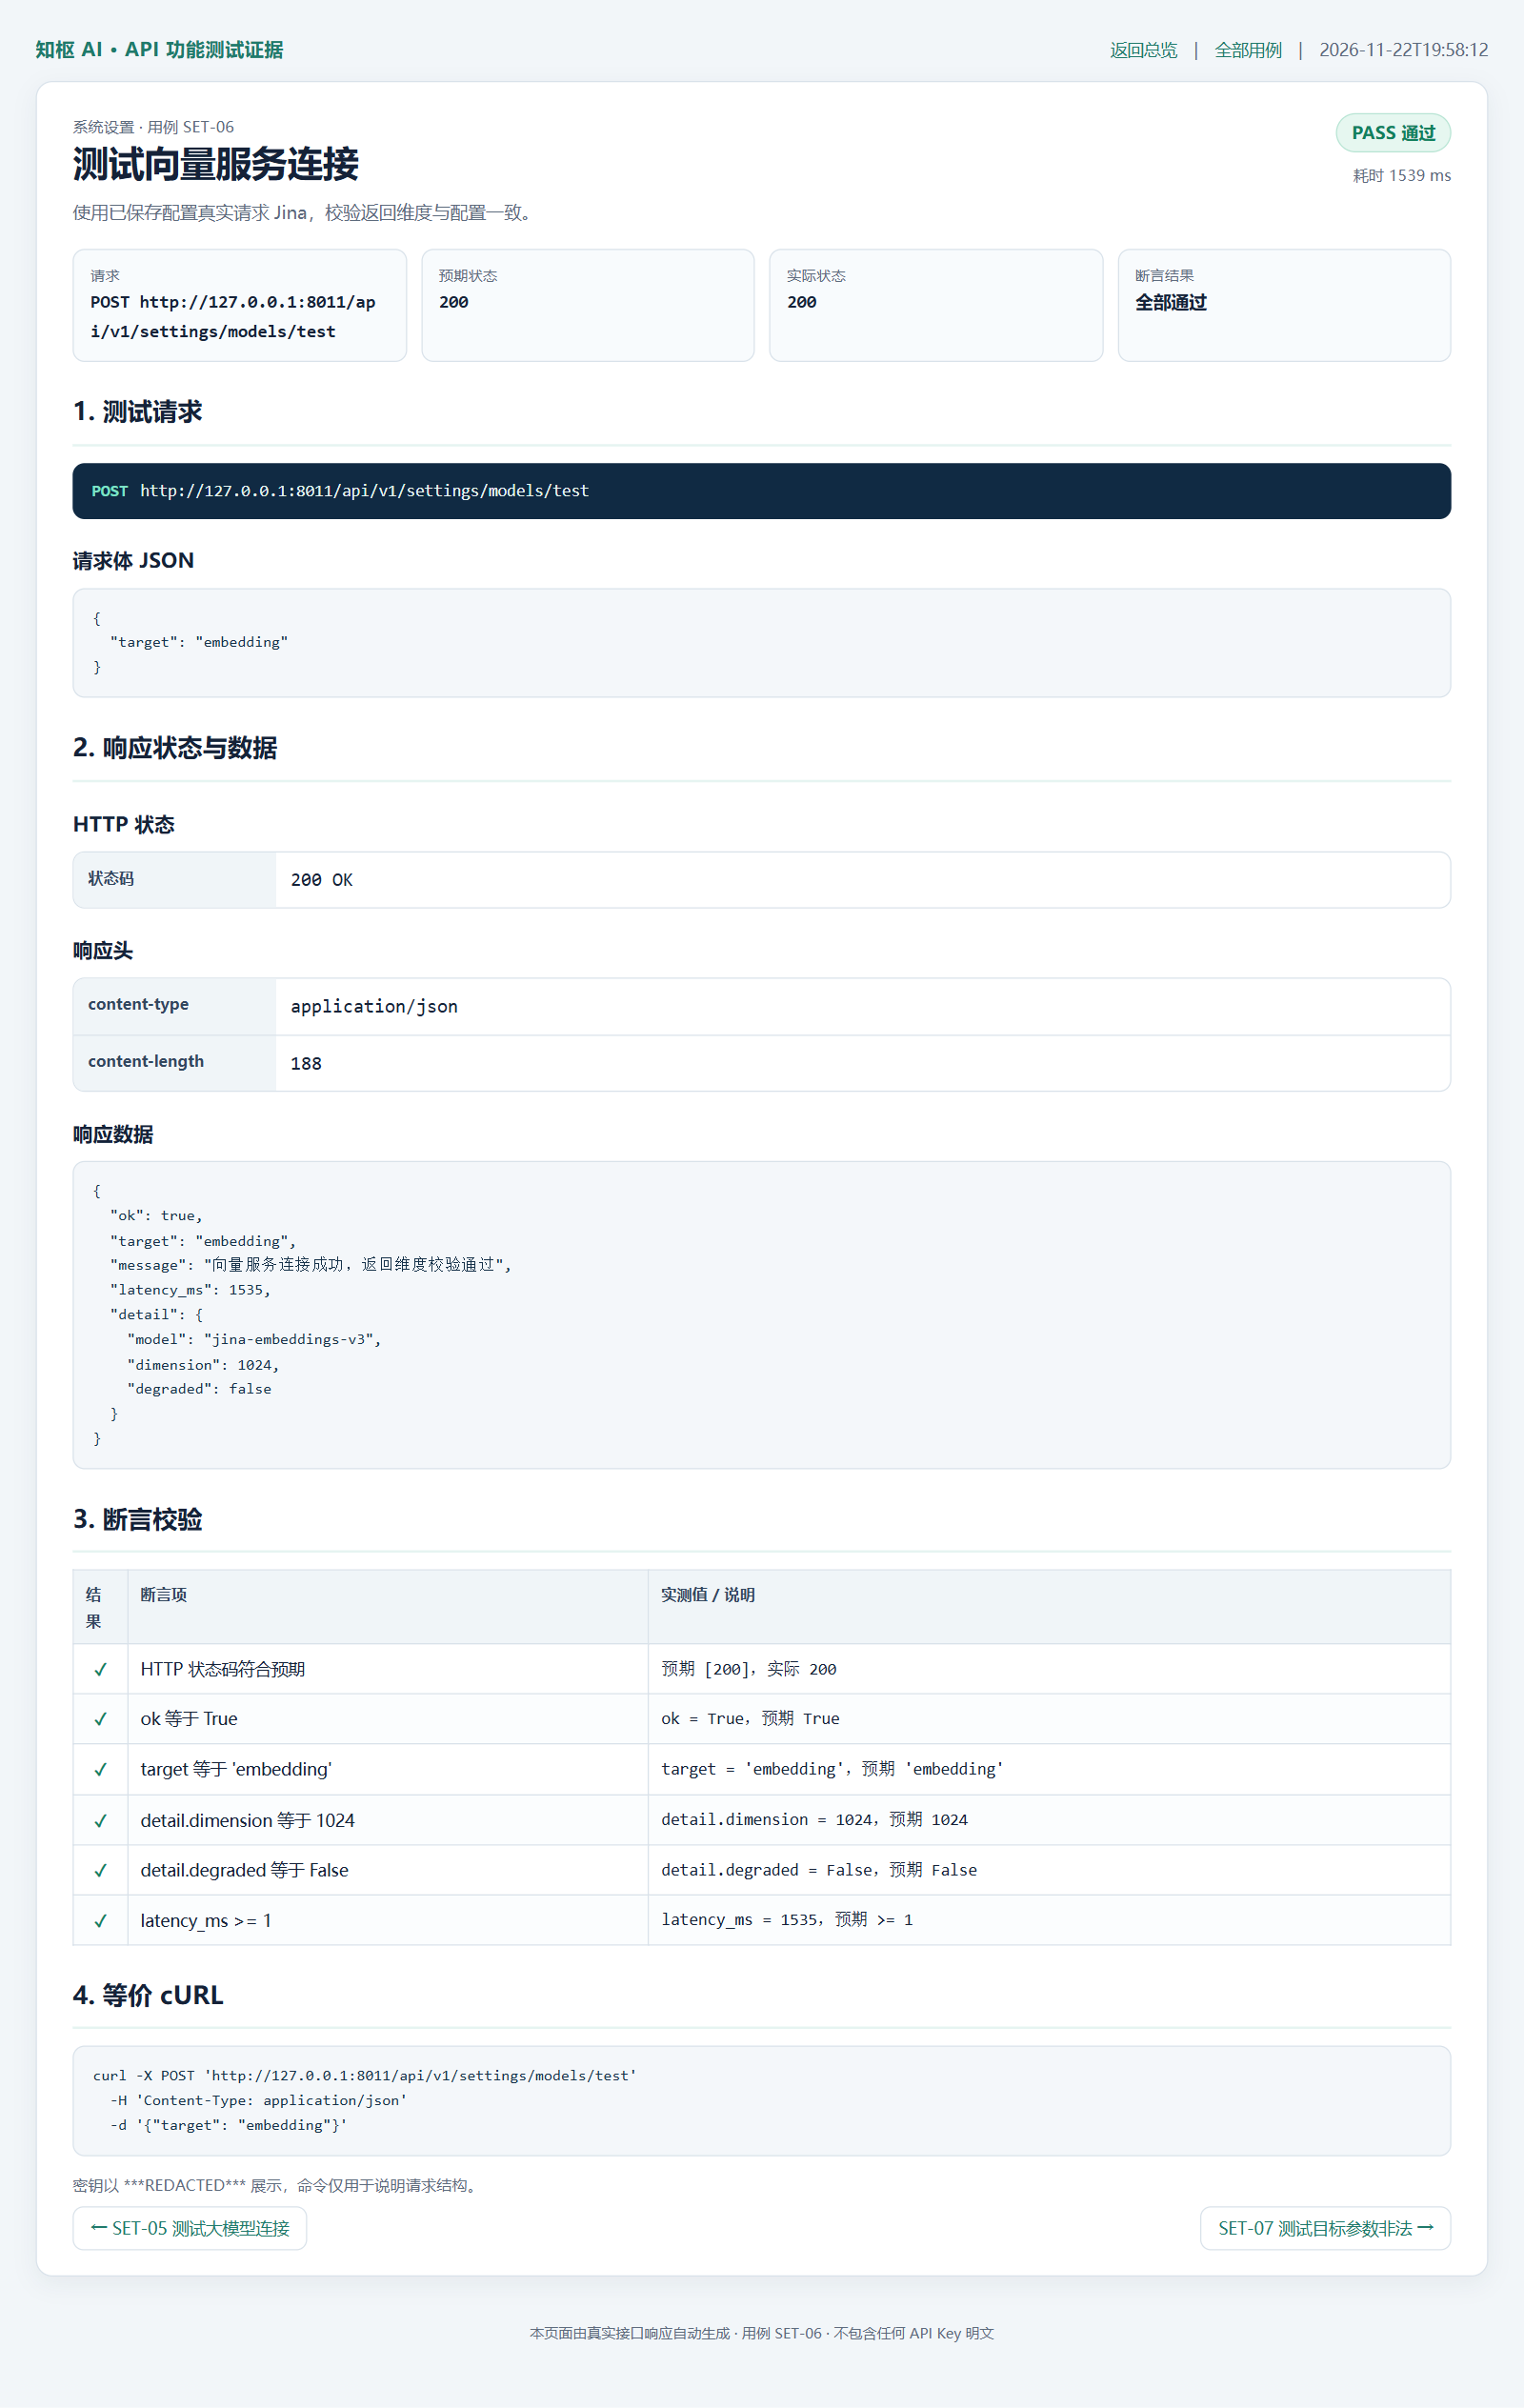 知枢 AI · API 功能测试证据
返回总览 | 全部用例 | 2026-11-22T19:58:12
系统设置 · 用例 SET-06
测试向量服务连接
使用已保存配置真实请求 Jina，校验返回维度与配置一致。
PASS 通过
耗时 1539 ms
请求
POST http://127.0.0.1:8011/ap
i/v1/settings/models/test
预期状态
200
实际状态
200
断言结果
全部通过
1. 测试请求
POST http://127.0.0.1:8011/api/v1/settings/models/test
请求体 JSON
{
  "target": "embedding"
}
2. 响应状态与数据
HTTP 状态
状态码 200 OK
响应头
content-type application/json
content-length 188
响应数据
{
  "ok": true,
  "target": "embedding",
  "message": "向量服务连接成功，返回维度校验通过",
  "latency_ms": 1535,
  "detail": {
    "model": "jina-embeddings-v3",
    "dimension": 1024,
    "degraded": false
  }
}
3. 断言校验
结
果
断言项
实测值 / 说明
✓ HTTP 状态码符合预期 预期 [200]，实际 200
✓ ok 等于 True ok = True，预期 True
✓ target 等于 'embedding' target = 'embedding'，预期 'embedding'
✓ detail.dimension 等于 1024 detail.dimension = 1024，预期 1024
✓ detail.degraded 等于 False detail.degraded = False，预期 False
✓ latency_ms >= 1 latency_ms = 1535，预期 >= 1
4. 等价 cURL
curl -X POST 'http://127.0.0.1:8011/api/v1/settings/models/test'
  -H 'Content-Type: application/json'
  -d '{"target": "embedding"}'
密钥以 ***REDACTED*** 展示，命令仅用于说明请求结构。
← SET-05 测试大模型连接
SET-07 测试目标参数非法 →
本页面由真实接口响应自动生成 · 用例 SET-06 · 不包含任何 API Key 明文